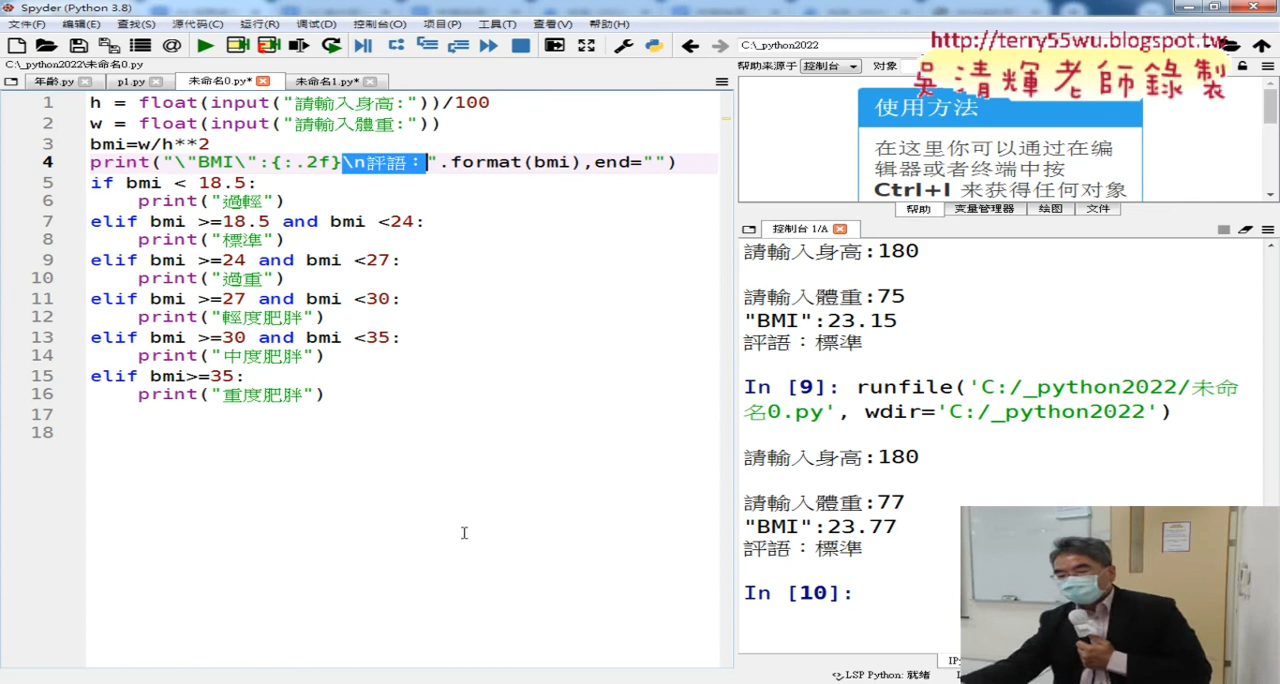 Spyder (Python 3.8)
文件(F) 编辑(E) 查找(S) 源代码(C) 运行(R) 调试(D) 控制台(O) 项目(P) 工具(T) 查看(V) 帮助(H)
C:\_python2022
http://terry55wu.blogspot.tw
C:\_python2022\未命名0.py
帮助来源于 控制台 对象
吳清輝老師錄製
年齡.py p1.py 未命名0.py* 未命名1.py*
1 h = float(input("請輸入身高:"))/100
2 w = float(input("請輸入體重:"))
3 bmi=w/h**2
4 print("\"BMI\":{:.2f}\n評語：".format(bmi),end="")
5 if bmi < 18.5:
6 print("過輕")
7 elif bmi >=18.5 and bmi <24:
8 print("標準")
9 elif bmi >=24 and bmi <27:
10 print("過重")
11 elif bmi >=27 and bmi <30:
12 print("輕度肥胖")
13 elif bmi >=30 and bmi <35:
14 print("中度肥胖")
15 elif bmi>=35:
16 print("重度肥胖")
17
18
使用方法
在这里你可以通过在编
辑器或者终端中按
Ctrl+I 来获得任何对象
帮助 变量管理器 绘图 文件
控制台 1/A
請輸入身高:180
請輸入體重:75
"BMI":23.15
評語：標準
In [9]: runfile('C:/_python2022/未命
名0.py', wdir='C:/_python2022')
請輸入身高:180
請輸入體重:77
"BMI":23.77
評語：標準
In [10]:
LSP Python: 就绪